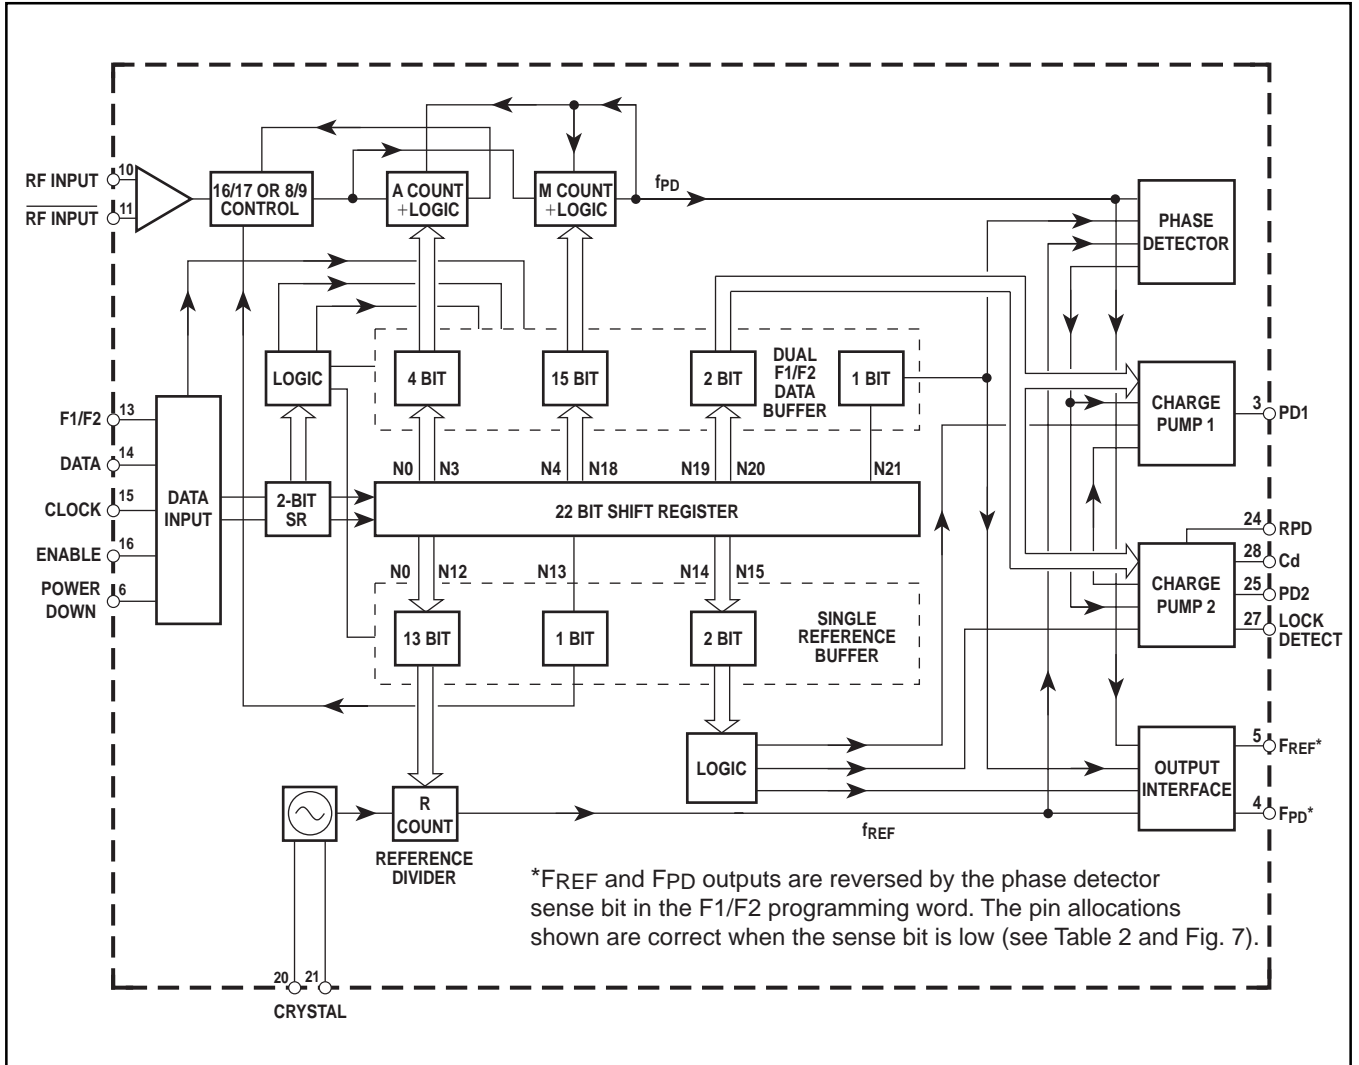 RF INPUT
10
RF INPUT
11
16/17 OR 8/9
CONTROL
A COUNT
+LOGIC
M COUNT
+LOGIC
fPD
PHASE
DETECTOR
LOGIC
4 BIT
15 BIT
2 BIT
DUAL
F1/F2
DATA
BUFFER
1 BIT
CHARGE
PUMP 1
3
PD1
F1/F2
13
DATA
14
CLOCK
15
ENABLE
16
POWER
DOWN
6
DATA
INPUT
2-BIT
SR
N0
N3
N4
N18
N19
N20
N21
22 BIT SHIFT REGISTER
N0
N12
N13
N14
N15
13 BIT
1 BIT
2 BIT
SINGLE
REFERENCE
BUFFER
CHARGE
PUMP 2
24
RPD
28
Cd
25
PD2
27
LOCK
DETECT
LOGIC
OUTPUT
INTERFACE
5
FREF*
4
FPD*
R
COUNT
REFERENCE
DIVIDER
fREF
20
21
CRYSTAL
*FREF and FPD outputs are reversed by the phase detector
sense bit in the F1/F2 programming word. The pin allocations
shown are correct when the sense bit is low (see Table 2 and Fig. 7).